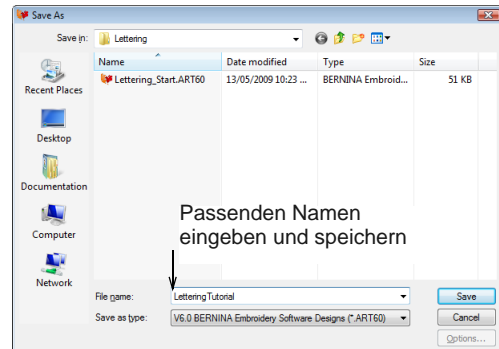 Save As
Save in:
Lettering
Name
Date modified
Type
Size
Lettering_Start.ART60
13/05/2009 10:23 ...
BERNINA Embroid...
51 KB
Recent Places
Desktop
Documentation
Computer
Network
Passenden Namen
eingeben und speichern
File name:
Lettering Tutorial
Save
Save as type:
V6.0 BERNINA Embroidery Software Designs (*.ART60)
Cancel
Options...